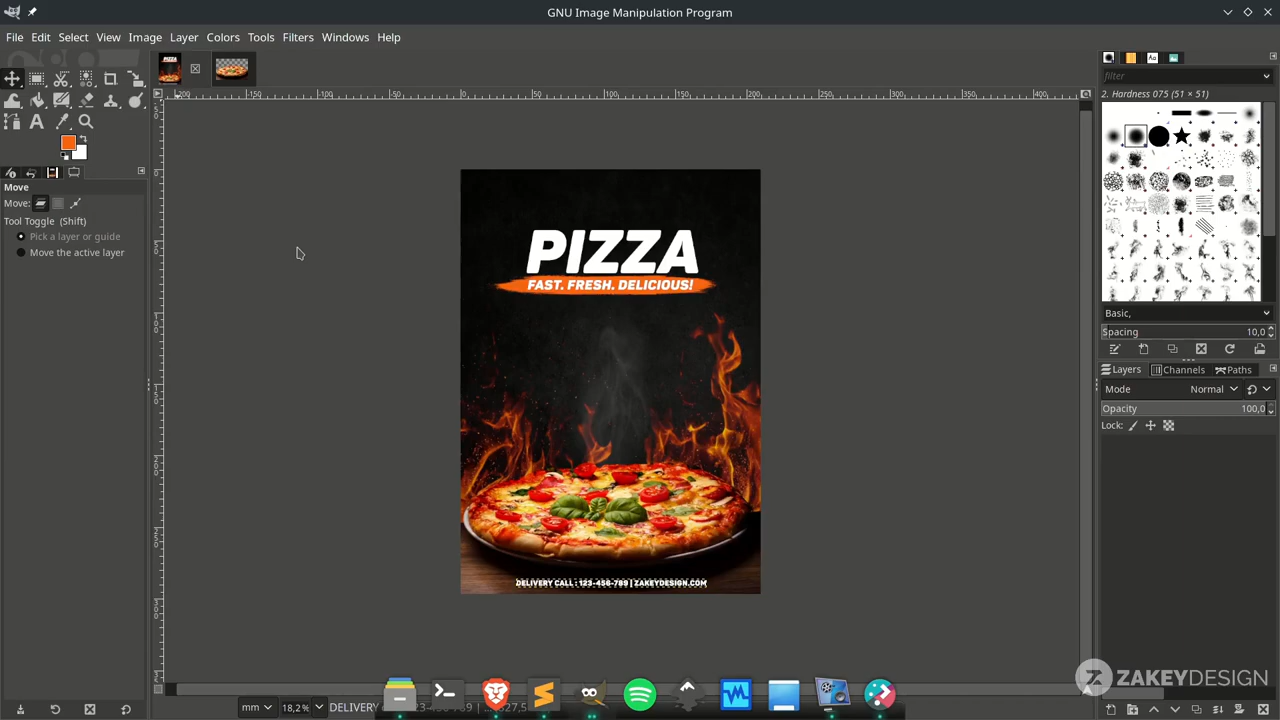 GNU Image Manipulation Program
File Edit Select View Image Layer Colors Tools Filters Windows Help
filter
2. Hardness 075 (51 × 51)
Basic,
Spacing 10,0
Layers Channels Paths
Mode Normal
Opacity 100,0
Lock:
Move
Move:
Tool Toggle (Shift)
Pick a layer or guide
Move the active layer
PIZZA
FAST. FRESH. DELICIOUS!
DELIVERY CALL : 123-456-789 | ZAKEYDESIGN.COM
mm 18,2% DELIVERY
ZAKEYDESIGN